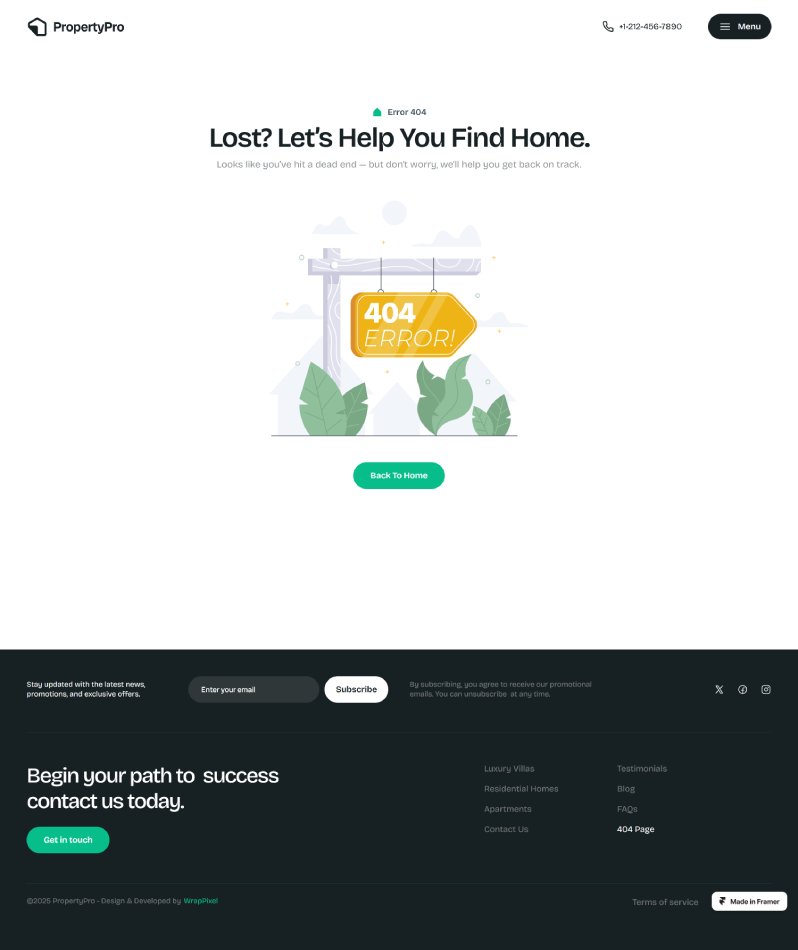 PropertyPro
+1-212-456-7890
Menu
Error 404
Lost? Let's Help You Find Home.
Looks like you've hit a dead end — but don't worry, we'll help you get back on track.
404
ERROR!
Back To Home
Stay updated with the latest news,
promotions, and exclusive offers.
Enter your email
Subscribe
By subscribing, you agree to receive our promotional
emails. You can unsubscribe  at any time.
Begin your path to  success
contact us today.
Get in touch
Luxury Villas
Residential Homes
Apartments
Contact Us
Testimonials
Blog
FAQs
404 Page
©2025 PropertyPro - Design & Developed by WrapPixel
Terms of service
Made in Framer